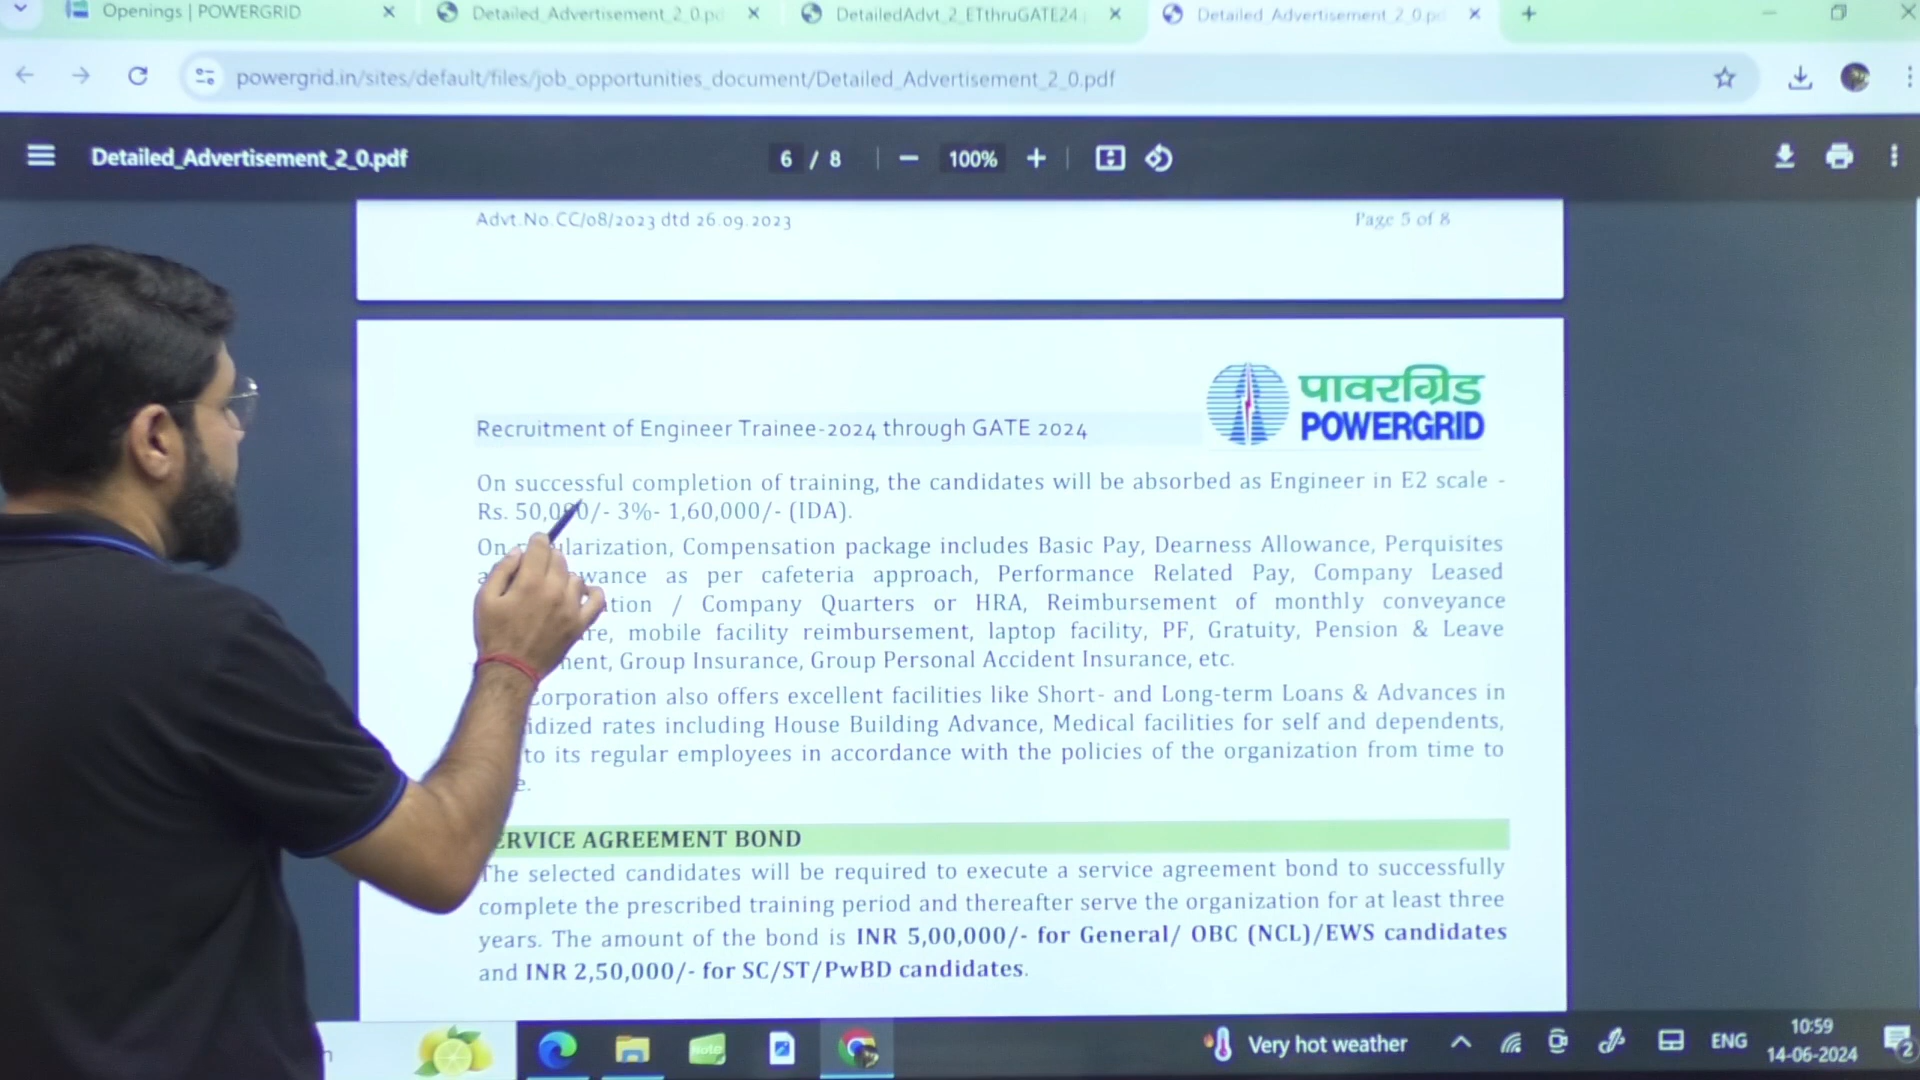 Openings | POWERGRID
Detailed_Advertisement_2_0.pd
DetailedAdvt_2_ETthruGATE24
Detailed_Advertisement_2_0.p
powergrid.in/sites/default/files/job_opportunities_document/Detailed_Advertisement_2_0.pdf
Detailed_Advertisement_2_0.pdf
6 / 8
100%
Advt.No.CC/08/2023 dtd 26.09.2023
Page 5 of 8
पावरग्रिड
POWERGRID
Recruitment of Engineer Trainee-2024 through GATE 2024
On successful completion of training, the candidates will be absorbed as Engineer in E2 scale -
Rs. 50,000/- 3%- 1,60,000/- (IDA).
On larization, Compensation package includes Basic Pay, Dearness Allowance, Perquisites
wance as per cafeteria approach, Performance Related Pay, Company Leased
tion / Company Quarters or HRA, Reimbursement of monthly conveyance
re, mobile facility reimbursement, laptop facility, PF, Gratuity, Pension & Leave
ment, Group Insurance, Group Personal Accident Insurance, etc.
Corporation also offers excellent facilities like Short- and Long-term Loans & Advances in
idized rates including House Building Advance, Medical facilities for self and dependents,
to its regular employees in accordance with the policies of the organization from time to
e.
ERVICE AGREEMENT BOND
The selected candidates will be required to execute a service agreement bond to successfully
complete the prescribed training period and thereafter serve the organization for at least three
years. The amount of the bond is INR 5,00,000/- for General/ OBC (NCL)/EWS candidates
and INR 2,50,000/- for SC/ST/PwBD candidates.
Note
Very hot weather
ENG
10:59
14-06-2024
2